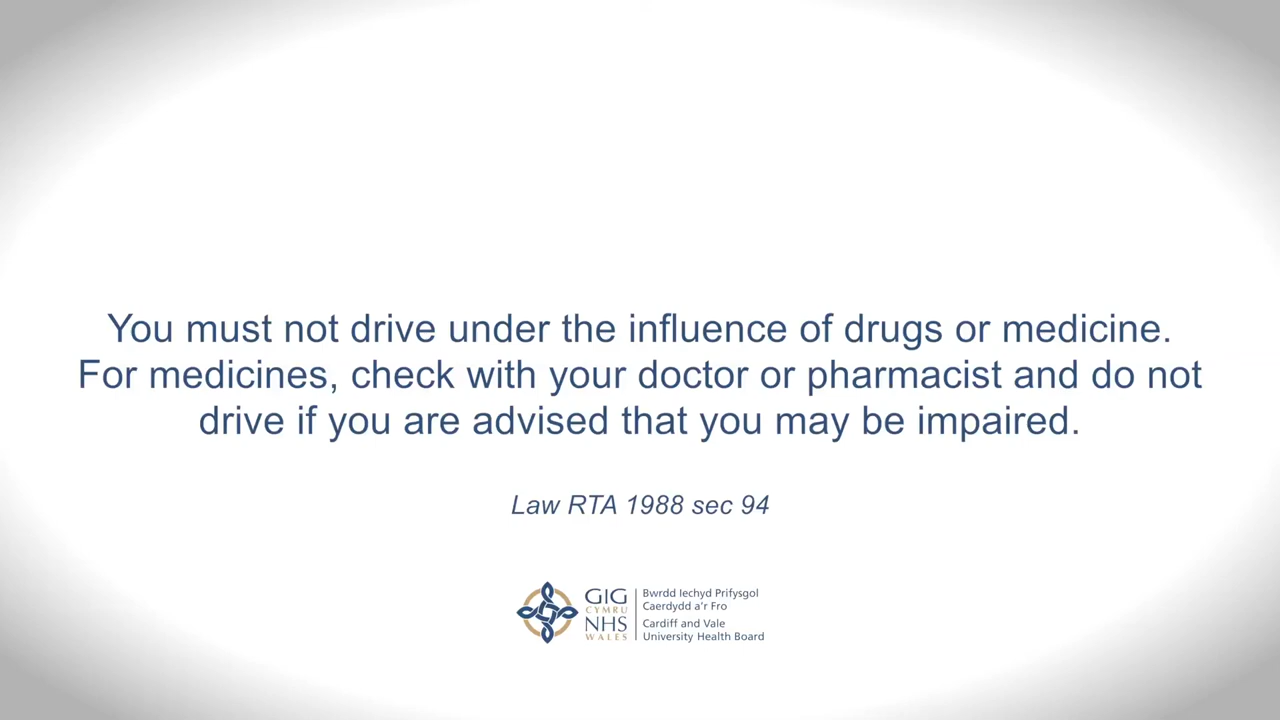 You must not drive under the influence of drugs or medicine.
For medicines, check with your doctor or pharmacist and do not
drive if you are advised that you may be impaired.
Law RTA 1988 sec 94
GIG
CYMRU
NHS
WALES
Bwrdd Iechyd Prifysgol
Caerdydd a'r Fro
Cardiff and Vale
University Health Board